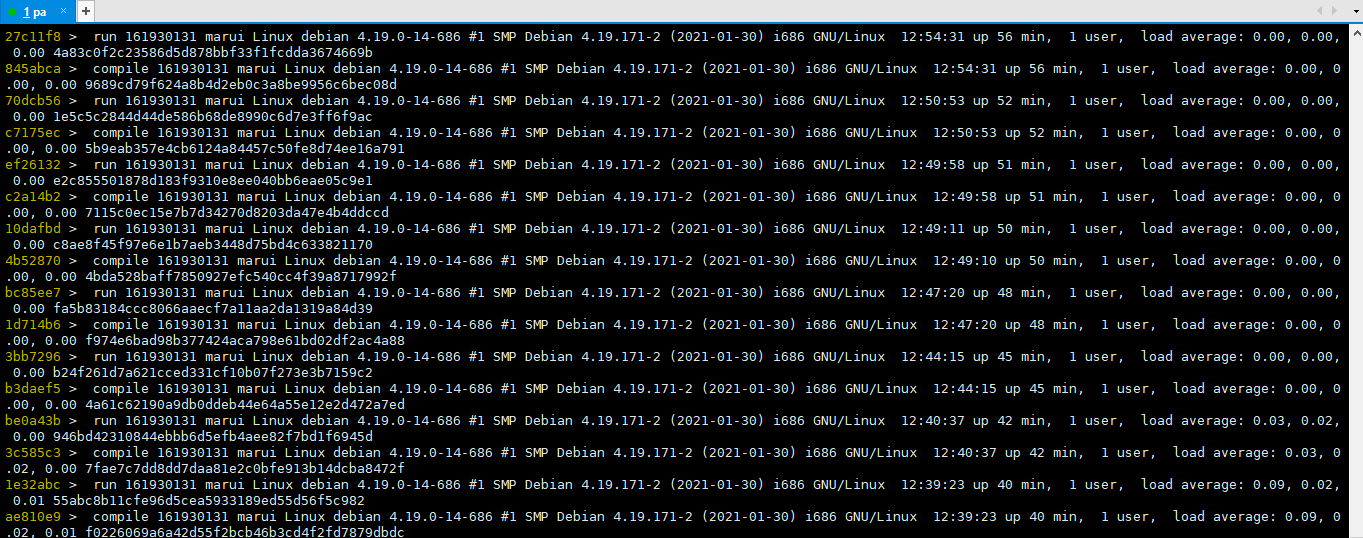 1 pa × +
27c11f8 >  run 161930131 marui Linux debian 4.19.0-14-686 #1 SMP Debian 4.19.171-2 (2021-01-30) i686 GNU/Linux  12:54:31 up 56 min,  1 user,  load average: 0.00, 0.00,
 0.00 4a83c0f2c23586d5d878bbf33f1fcdda3674669b
845abca >  compile 161930131 marui Linux debian 4.19.0-14-686 #1 SMP Debian 4.19.171-2 (2021-01-30) i686 GNU/Linux  12:54:31 up 56 min,  1 user,  load average: 0.00, 0
.00, 0.00 9689cd79f624a8b4d2eb0c3a8be9956c6bec08d
70dcb56 >  run 161930131 marui Linux debian 4.19.0-14-686 #1 SMP Debian 4.19.171-2 (2021-01-30) i686 GNU/Linux  12:50:53 up 52 min,  1 user,  load average: 0.00, 0.00,
 0.00 1e5c5c2844d44de586b68de8990c6d7e3ff6f9ac
c7175ec >  compile 161930131 marui Linux debian 4.19.0-14-686 #1 SMP Debian 4.19.171-2 (2021-01-30) i686 GNU/Linux  12:50:53 up 52 min,  1 user,  load average: 0.00, 0
.00, 0.00 5b9eab357e4cb6124a84457c50fe8d74ee16a791
ef26132 >  run 161930131 marui Linux debian 4.19.0-14-686 #1 SMP Debian 4.19.171-2 (2021-01-30) i686 GNU/Linux  12:49:58 up 51 min,  1 user,  load average: 0.00, 0.00,
 0.00 e2c855501878d183f9310e8ee040bb6eae05c9e1
c2a14b2 >  compile 161930131 marui Linux debian 4.19.0-14-686 #1 SMP Debian 4.19.171-2 (2021-01-30) i686 GNU/Linux  12:49:58 up 51 min,  1 user,  load average: 0.00, 0
.00, 0.00 7115c0ec15e7b7d34270d8203da47e4b4ddccd
10dafbd >  run 161930131 marui Linux debian 4.19.0-14-686 #1 SMP Debian 4.19.171-2 (2021-01-30) i686 GNU/Linux  12:49:11 up 50 min,  1 user,  load average: 0.00, 0.00,
 0.00 c8ae8f45f97e6e1b7aeb3448d75bd4c633821170
4b52870 >  compile 161930131 marui Linux debian 4.19.0-14-686 #1 SMP Debian 4.19.171-2 (2021-01-30) i686 GNU/Linux  12:49:10 up 50 min,  1 user,  load average: 0.00, 0
.00, 0.00 4bda528baff7850927efc540cc4f39a8717992f
bc85ee7 >  run 161930131 marui Linux debian 4.19.0-14-686 #1 SMP Debian 4.19.171-2 (2021-01-30) i686 GNU/Linux  12:47:20 up 48 min,  1 user,  load average: 0.00, 0.00,
 0.00 fa5b83184ccc8066aaecf7a11aa2da1319a84d39
1d714b6 >  compile 161930131 marui Linux debian 4.19.0-14-686 #1 SMP Debian 4.19.171-2 (2021-01-30) i686 GNU/Linux  12:47:20 up 48 min,  1 user,  load average: 0.00, 0
.00, 0.00 f974e6bad98b377424aca798e61bd02df2ac4a88
3bb7296 >  run 161930131 marui Linux debian 4.19.0-14-686 #1 SMP Debian 4.19.171-2 (2021-01-30) i686 GNU/Linux  12:44:15 up 45 min,  1 user,  load average: 0.00, 0.00,
 0.00 b24f261d7a621cced331cf10b07f273e3b7159c2
b3daef5 >  compile 161930131 marui Linux debian 4.19.0-14-686 #1 SMP Debian 4.19.171-2 (2021-01-30) i686 GNU/Linux  12:44:15 up 45 min,  1 user,  load average: 0.00, 0
.00, 0.00 4a61c62190a9db0ddeb44e64a55e12e2d472a7ed
be0a43b >  run 161930131 marui Linux debian 4.19.0-14-686 #1 SMP Debian 4.19.171-2 (2021-01-30) i686 GNU/Linux  12:40:37 up 42 min,  1 user,  load average: 0.03, 0.02,
 0.00 946bd42310844ebbb6d5efb4aee82f7bd1f6945d
3c585c3 >  compile 161930131 marui Linux debian 4.19.0-14-686 #1 SMP Debian 4.19.171-2 (2021-01-30) i686 GNU/Linux  12:40:37 up 42 min,  1 user,  load average: 0.03, 0
.02, 0.00 7fae7c7dd8dd7daa81e2c0bfe913b14dcba8472f
1e32abc >  run 161930131 marui Linux debian 4.19.0-14-686 #1 SMP Debian 4.19.171-2 (2021-01-30) i686 GNU/Linux  12:39:23 up 40 min,  1 user,  load average: 0.09, 0.02,
 0.01 55abc8b11cfe96d5cea5933189ed55d56f5c982
ae810e9 >  compile 161930131 marui Linux debian 4.19.0-14-686 #1 SMP Debian 4.19.171-2 (2021-01-30) i686 GNU/Linux  12:39:23 up 40 min,  1 user,  load average: 0.09, 0
.02, 0.01 f0226069a6a42d55f2bcb46b3cd4f2fd7879dbdc